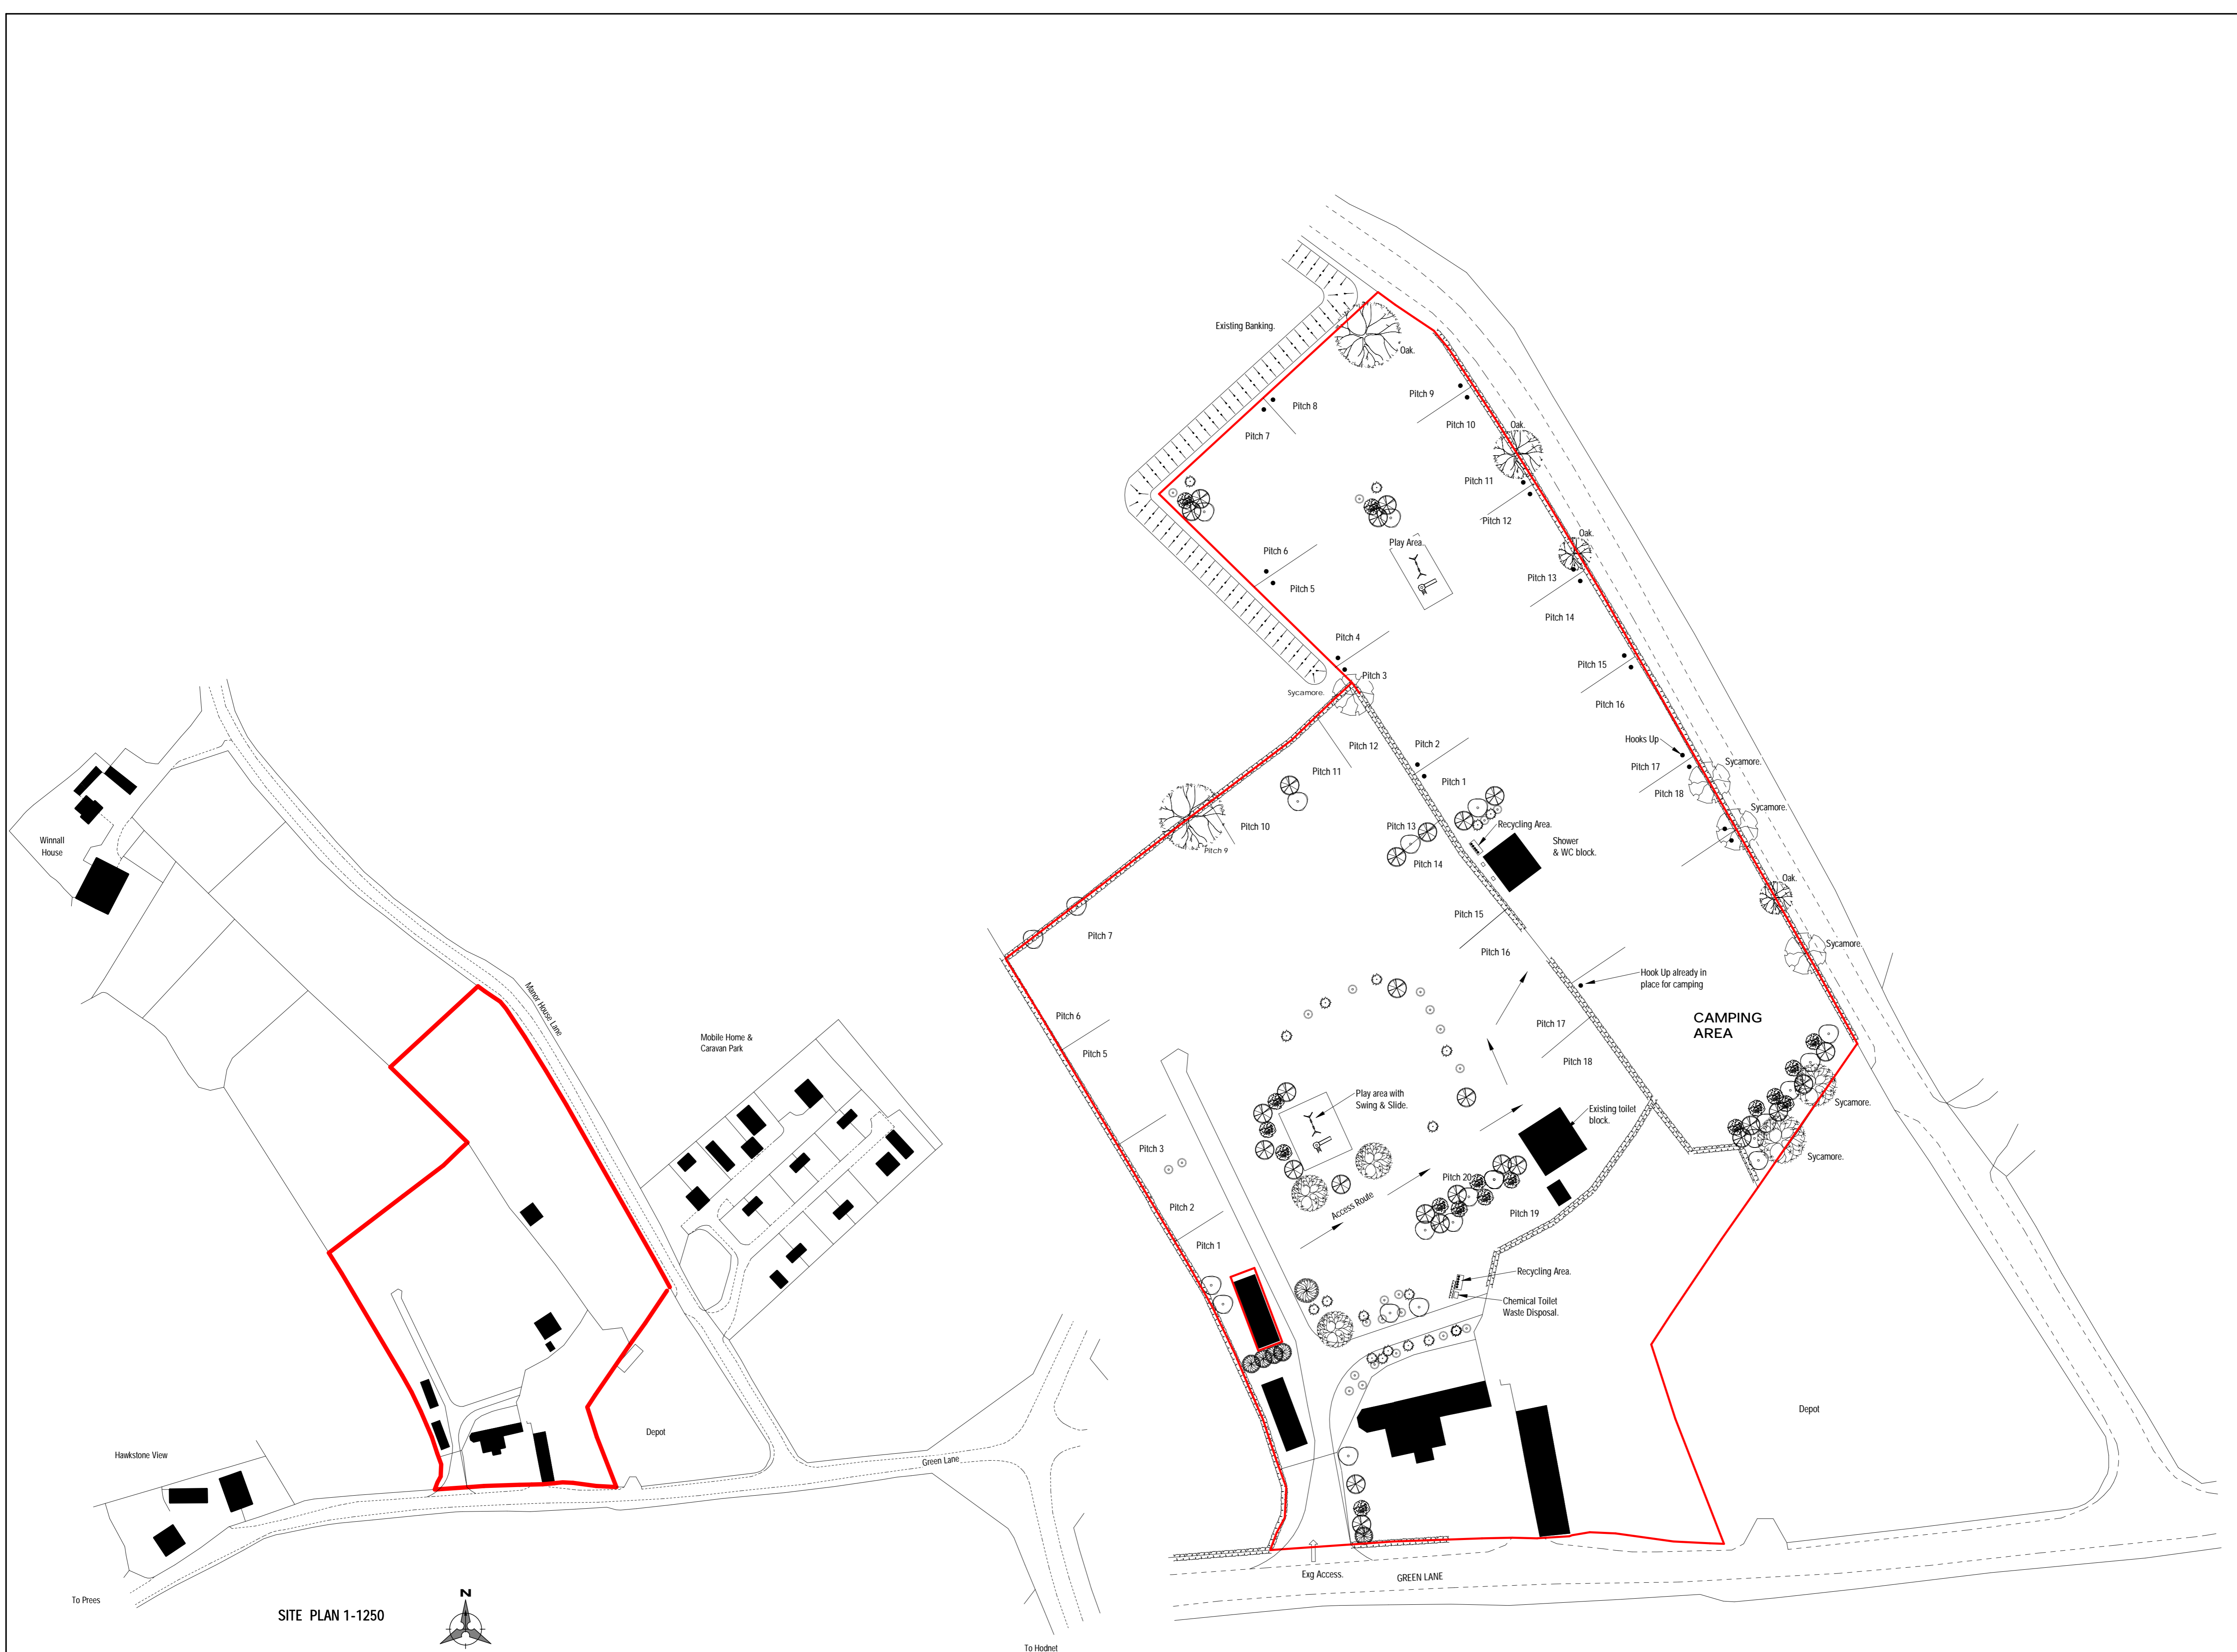 Existing Banking.
Oak.
Pitch 8
Pitch 9
Pitch 7
Pitch 10
Oak.
Pitch 11
Pitch 12
Oak.
Play Area.
Pitch 6
Pitch 5
Pitch 13
Pitch 14
Pitch 4
Pitch 3
Sycamore.
Pitch 15
Pitch 16
Pitch 12
Pitch 2
Hooks Up
Pitch 11
Pitch 1
Pitch 17
Sycamore.
Pitch 18
Sycamore.
Pitch 10
Pitch 13
Recycling Area.
Pitch 9
Pitch 14
Shower
& WC block.
Oak.
Pitch 15
Pitch 7
Pitch 16
Sycamore.
Hook Up already in
place for camping
Pitch 6
Pitch 5
Pitch 17
Pitch 18
CAMPING
AREA
Play area with
Swing & Slide.
Existing toilet
block.
Sycamore.
Sycamore.
Pitch 3
Pitch 20
Pitch 2
Access Route
Pitch 19
Pitch 1
Recycling Area.
Chemical Toilet
Waste Disposal.
Depot
Exg Access.
GREEN LANE
Winnall
House
Manor House Lane
Mobile Home &
Caravan Park
Depot
Hawkstone View
Green Lane
To Prees
SITE PLAN 1-1250
N
To Hodnet